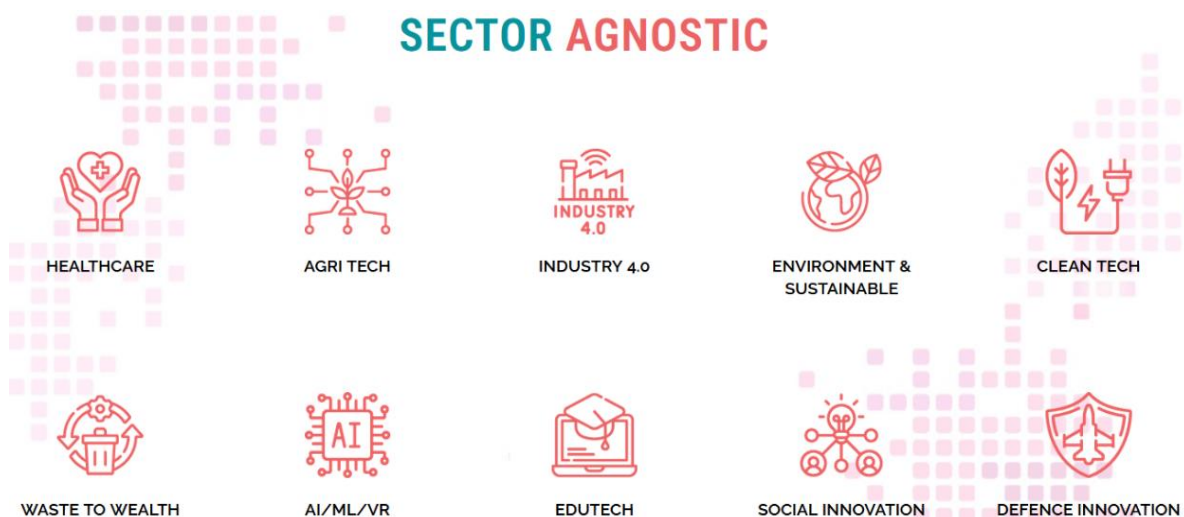 SECTOR AGNOSTIC
INDUSTRY
4.0
HEALTHCARE
AGRI TECH
INDUSTRY 4.0
ENVIRONMENT &
SUSTAINABLE
CLEAN TECH
AI
WASTE TO WEALTH
AI/ML/VR
EDUTECH
SOCIAL INNOVATION
DEFENCE INNOVATION